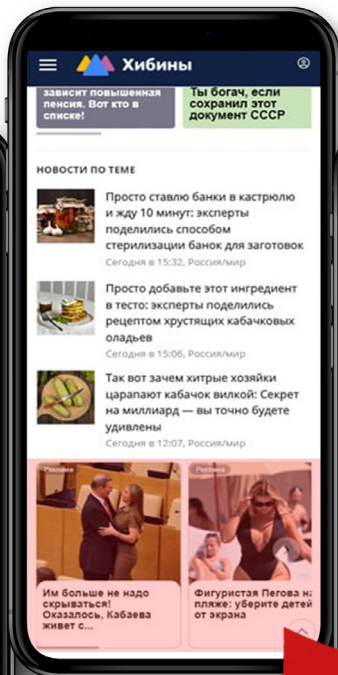 Хибины
зависит повышенная
пенсия. Вот кто в
списке!
Ты богач, если
сохранил этот
документ СССР
НОВОСТИ ПО ТЕМЕ
Просто ставлю банки в кастрюлю
и жду 10 минут: эксперты
поделились способом
стерилизации банок для заготовок
Сегодня в 15:32, Россия/мир
Просто добавьте этот ингредиент
в тесто: эксперты поделились
рецептом хрустящих кабачковых
оладьев
Сегодня в 15:06, Россия/мир
Так вот зачем хитрые хозяйки
царапают кабачок вилкой: Секрет
на миллиард — вы точно будете
удивлены
Сегодня в 12:07, Россия/мир
Реклама
Им больше не надо
скрываться!
Оказалось, Кабаева
живет с...
Реклама
Фигуристая Пегова на
пляже: уберите детей
от экрана